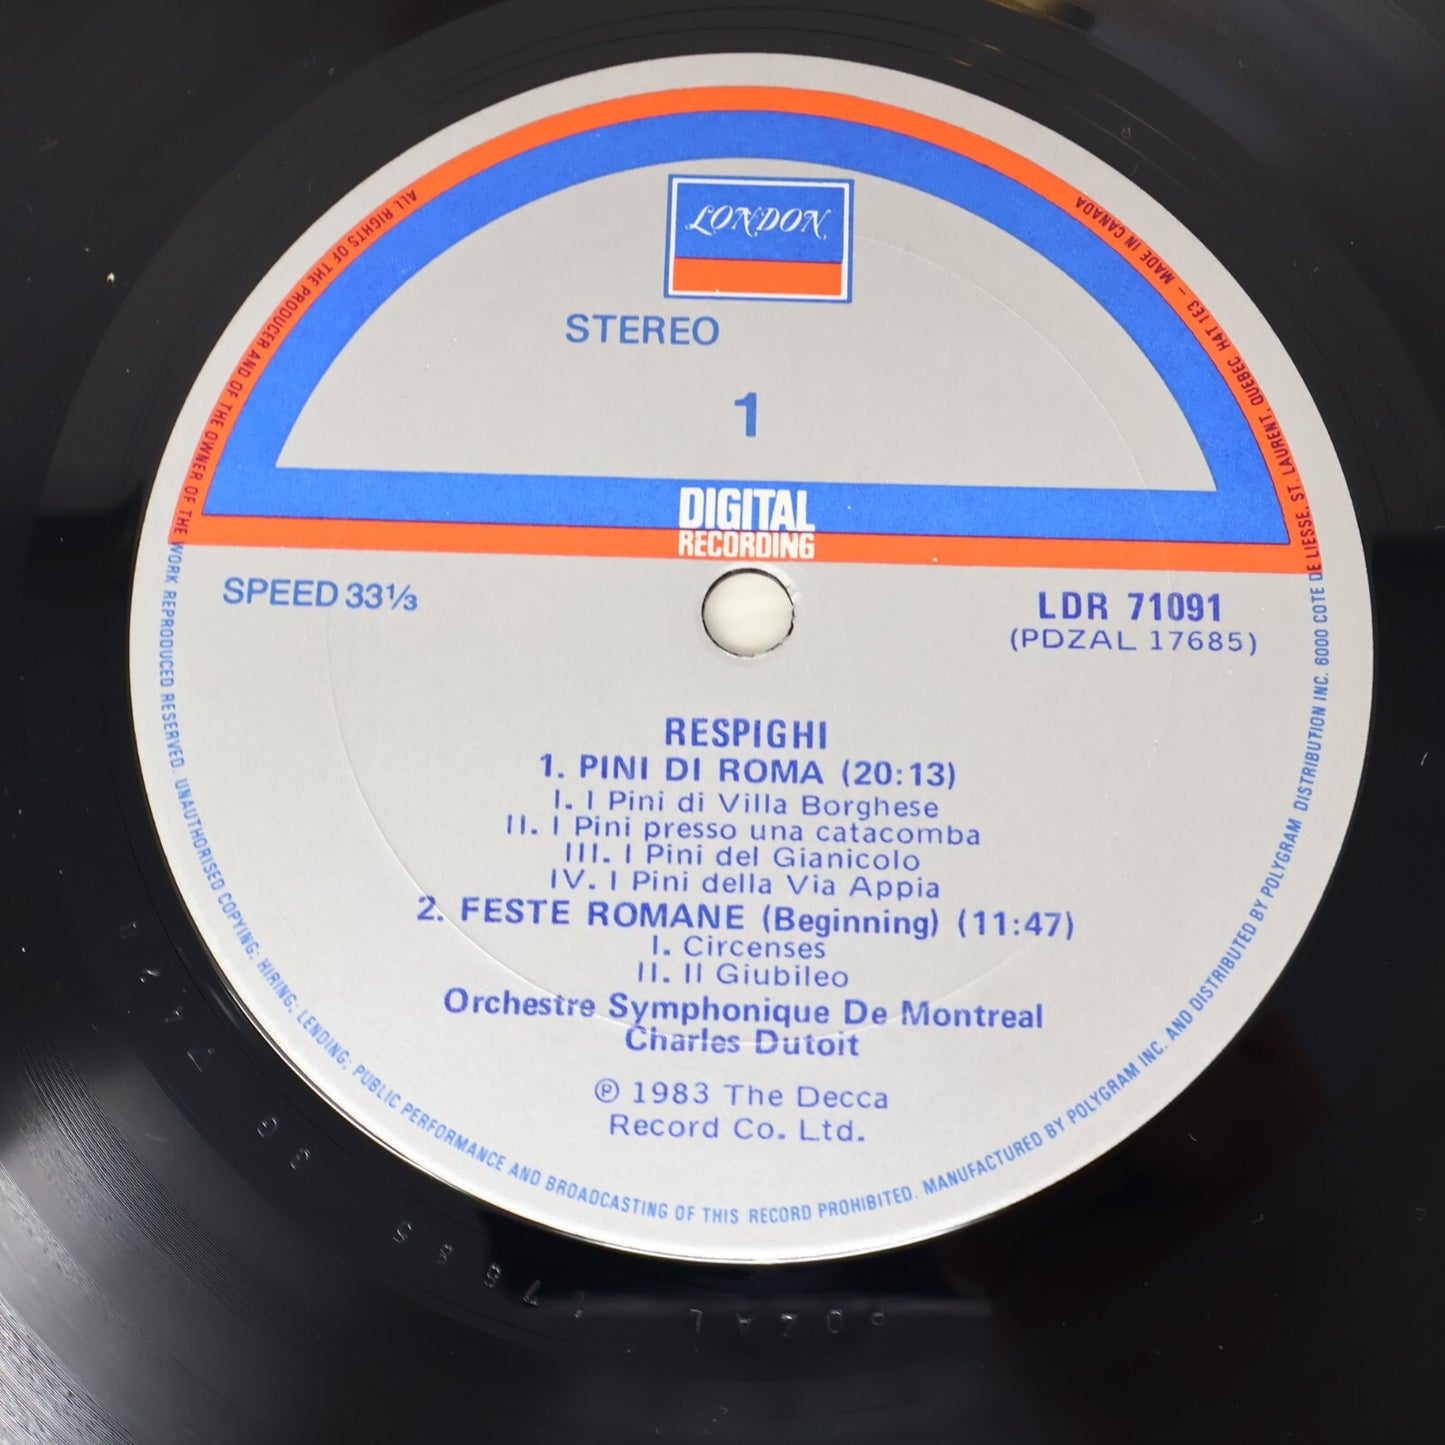 LONDON
STEREO
1
DIGITAL
RECORDING
SPEED 33⅓
LDR 71091
(PDZAL 17685)
RESPIGHI
1. PINI DI ROMA (20:13)
I. I Pini di Villa Borghese
II. I Pini presso una catacomba
III. I Pini del Gianicolo
IV. I Pini della Via Appia
2. FESTE ROMANE (Beginning) (11:47)
I. Circenses
II. Il Giubileo
Orchestre Symphonique De Montreal
Charles Dutoit
℗ 1983 The Decca
Record Co. Ltd.
ALL RIGHTS OF THE PRODUCER AND OF THE OWNER OF THE WORK REPRODUCED RESERVED. UNAUTHORISED COPYING; HIRING; LENDING; PUBLIC PERFORMANCE AND BROADCASTING OF THIS RECORD PROHIBITED. MANUFACTURED BY POLYGRAM INC. AND DISTRIBUTED BY POLYGRAM DISTRIBUTION INC. 6000 COTE DE LIESSE, ST. LAURENT, QUEBEC H4T 1E3 – MADE IN CANADA